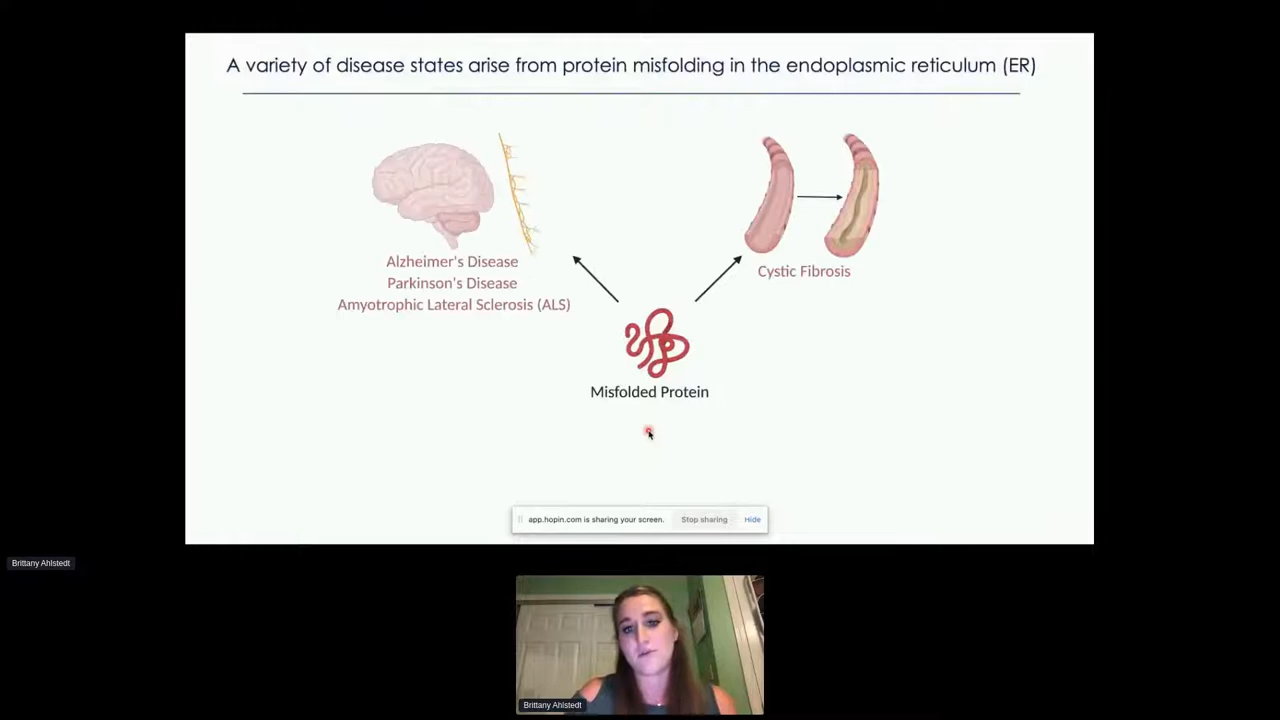 A variety of disease states arise from protein misfolding in the endoplasmic reticulum (ER)
Alzheimer's Disease
Parkinson's Disease
Amyotrophic Lateral Sclerosis (ALS)
Cystic Fibrosis
Misfolded Protein
app.hopin.com is sharing your screen. Stop sharing Hide
Brittany Ahlstedt
Brittany Ahlstedt